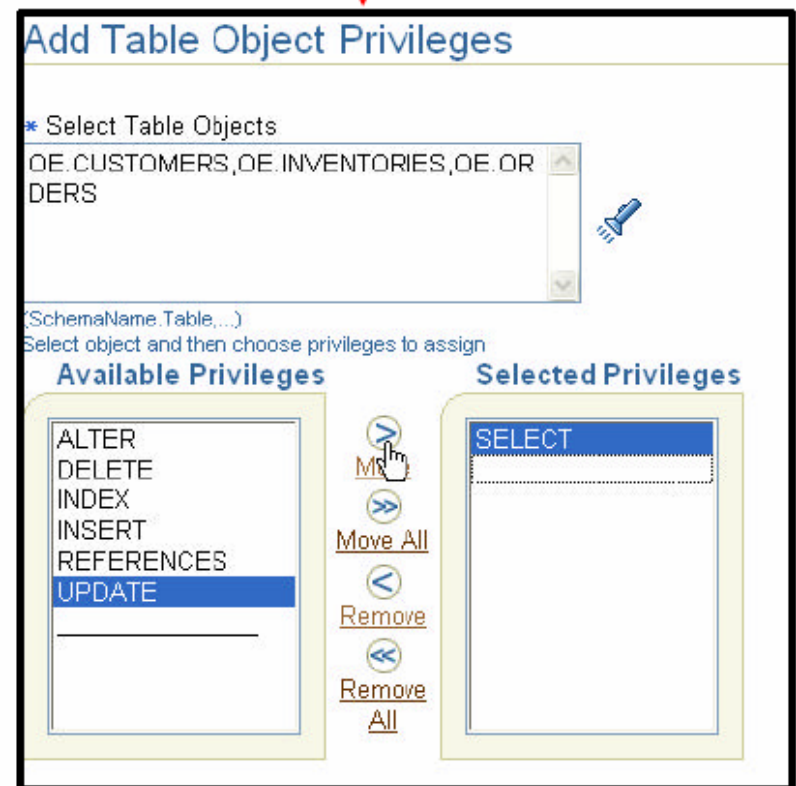 Add Table Object Privileges
* Select Table Objects
OE.CUSTOMERS,OE.INVENTORIES,OE.OR
DERS
(SchemaName.Table,...)
Select object and then choose privileges to assign
Available Privileges
Selected Privileges
ALTER
DELETE
INDEX
INSERT
REFERENCES
UPDATE
Move All
Remove
Remove
All
SELECT